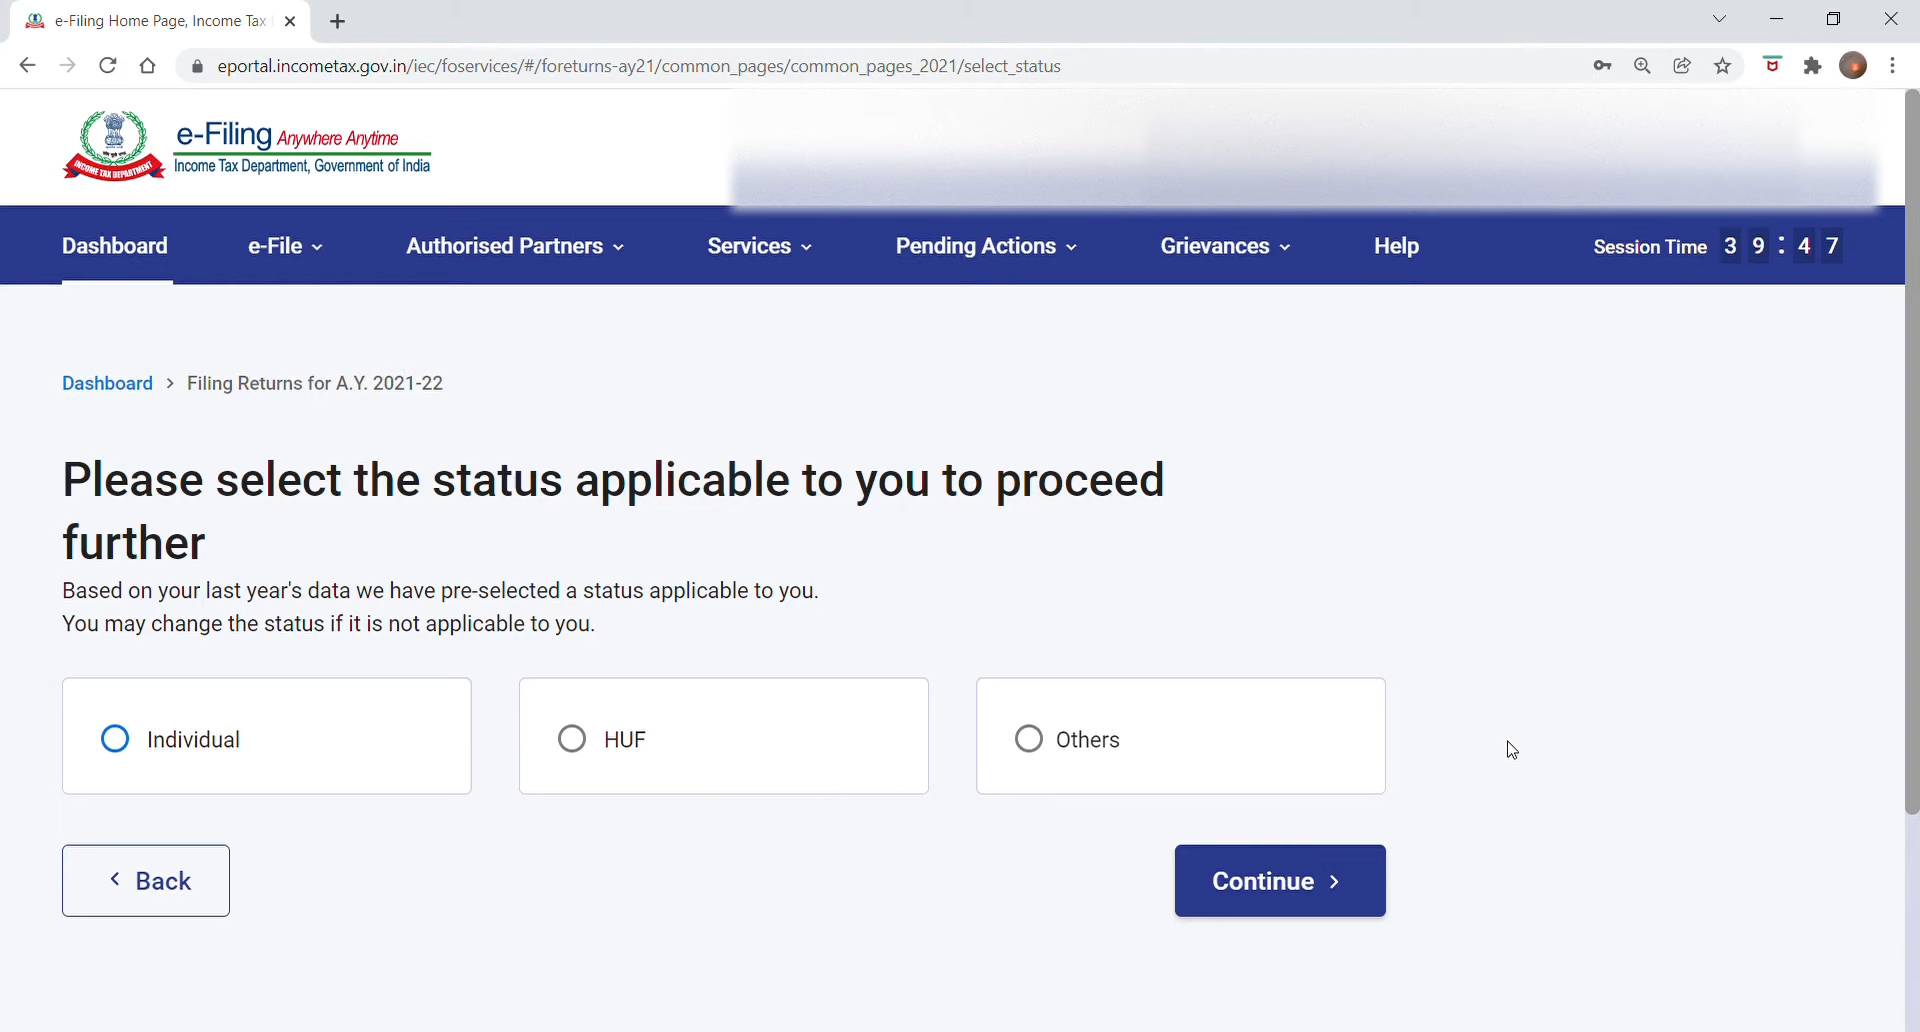 e-Filing Home Page, Income Tax
eportal.incometax.gov.in/iec/foservices/#/foreturns-ay21/common_pages/common_pages_2021/select_status
INCOME TAX DEPARTMENT
e-Filing Anywhere Anytime
Income Tax Department, Government of India
Dashboard e-File Authorised Partners Services Pending Actions Grievances Help Session Time 3 9 : 4 7
Dashboard > Filing Returns for A.Y. 2021-22
Please select the status applicable to you to proceed
further
Based on your last year's data we have pre-selected a status applicable to you.
You may change the status if it is not applicable to you.
Individual HUF Others
< Back Continue >